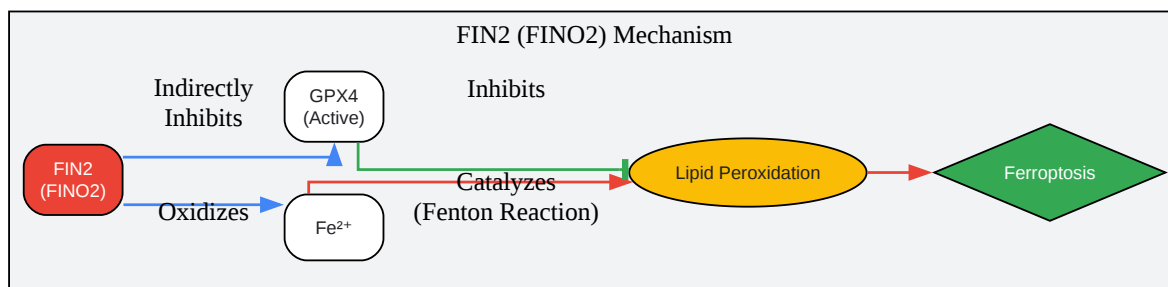 FIN2 (FINO2) Mechanism
Indirectly
Inhibits
Inhibits
GPX4
(Active)
FIN2
(FINO2)
Lipid Peroxidation
Ferroptosis
Oxidizes
Catalyzes
(Fenton Reaction)
Fe²⁺